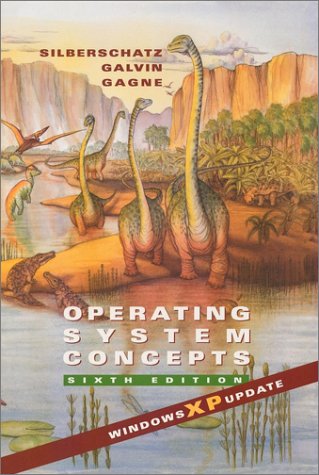 SILBERSCHATZ
GALVIN
GAGNE
OPERATING
SYSTEM
CONCEPTS
SIXTH EDITION
WINDOWS XP UPDATE